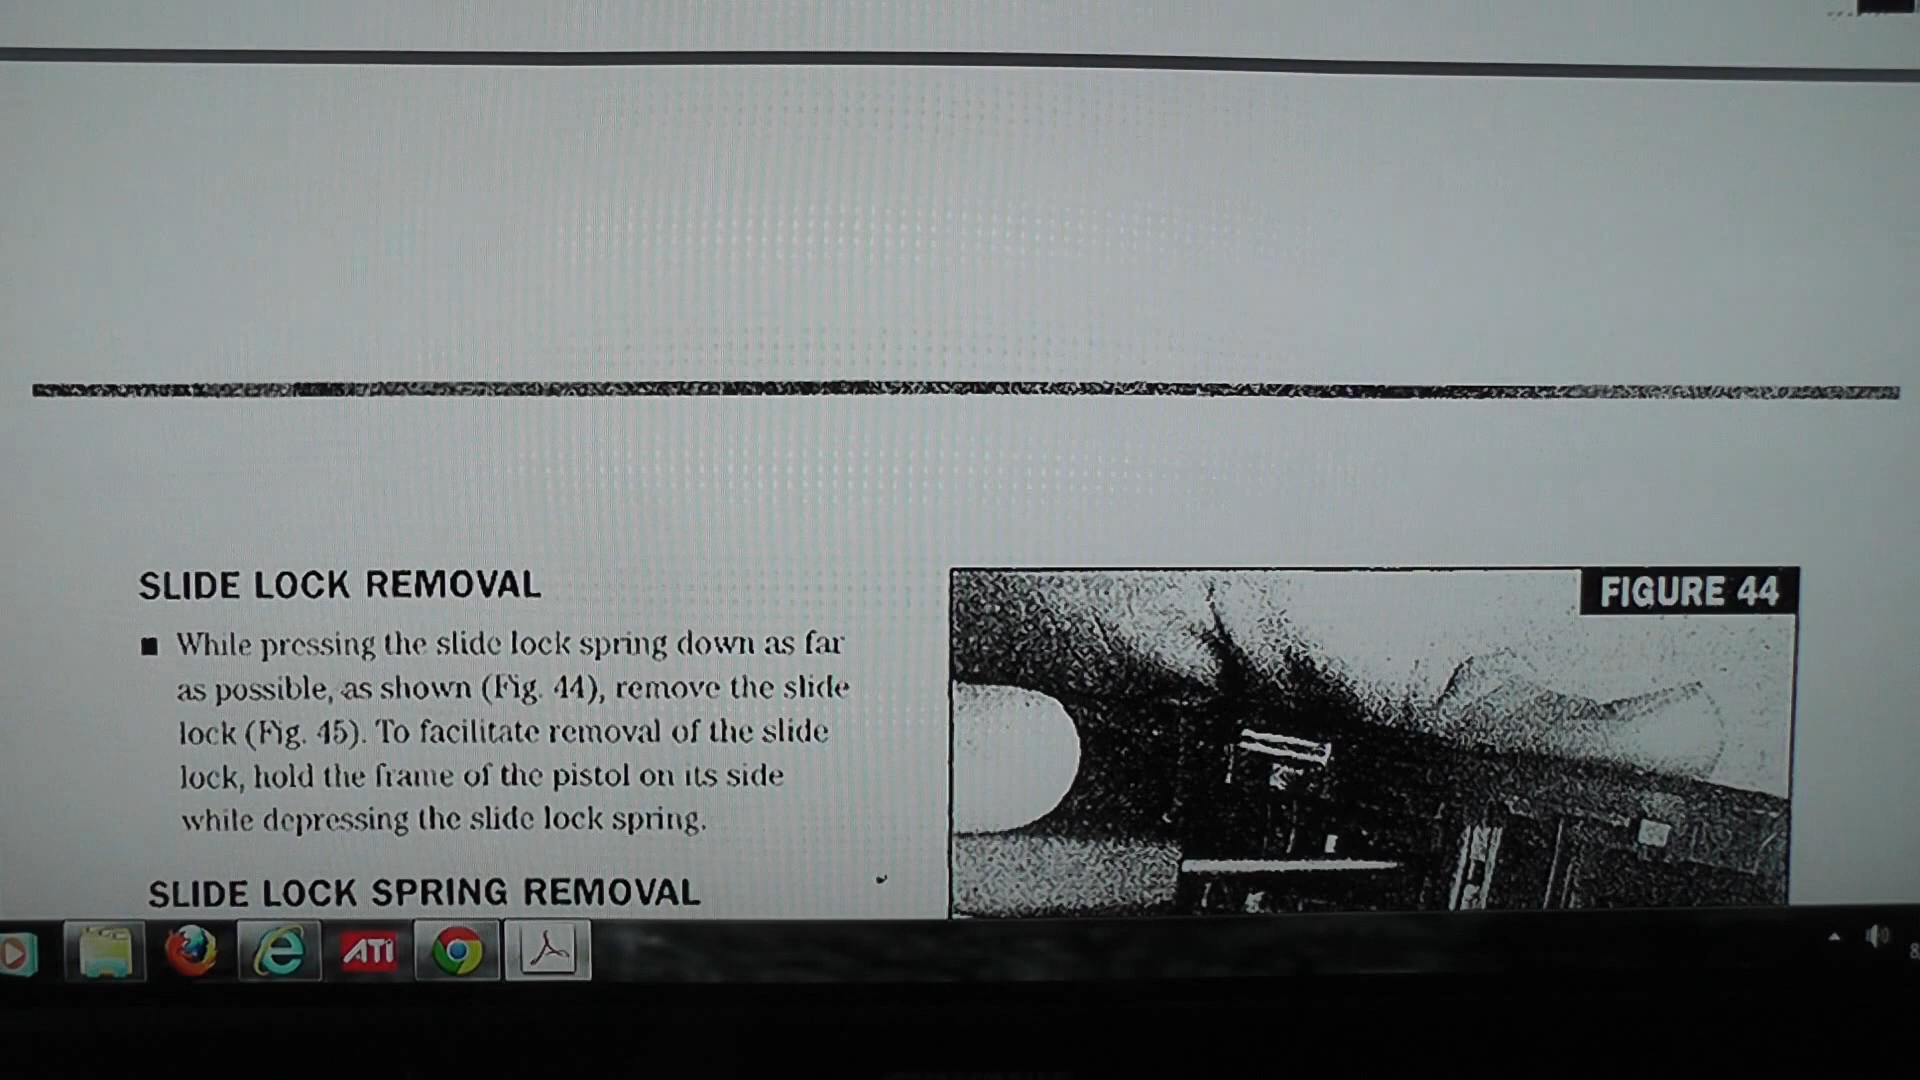 SLIDE LOCK REMOVAL
■ While pressing the slide lock spring down as far
as possible, as shown (Fig. 44), remove the slide
lock (Fig. 45). To facilitate removal of the slide
lock, hold the frame of the pistol on its side
while depressing the slide lock spring.
SLIDE LOCK SPRING REMOVAL
FIGURE 44
ATI
8